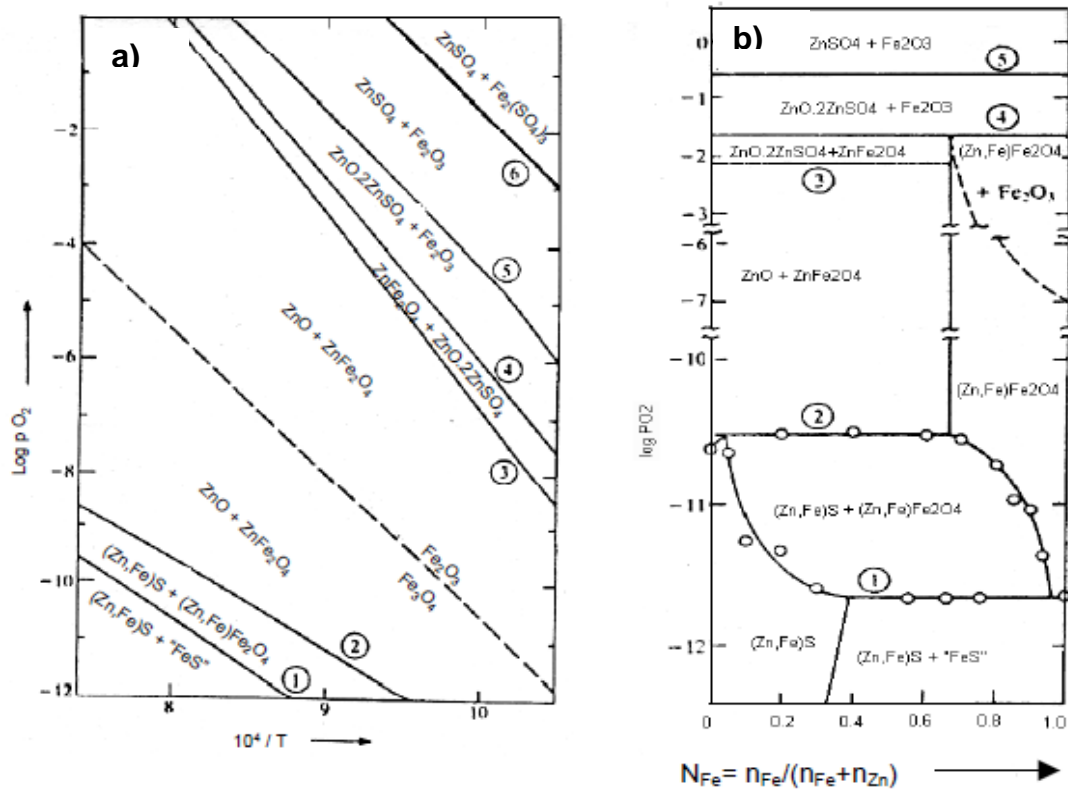 a)
ZnSO₄ + Fe₂(SO₄)₃
ZnSO₄ + Fe₂O₃
ZnO.2ZnSO₄ + Fe₂O₃
ZnFe₂O₄ + ZnO.2ZnSO₄
ZnO + ZnFe₂O₄
ZnO + ZnFe₂O₄
Fe₂O₃
Fe₃O₄
(Zn,Fe)S + (Zn,Fe)Fe₂O₄
(Zn,Fe)S + "FeS"
6
5
4
3
2
1
Log p O₂
-2
-4
-6
-8
-10
-12
8
9
10
10⁴ / T
b)
ZnSO4 + Fe2O3
5
ZnO.2ZnSO4 + Fe2O3
4
ZnO.2ZnSO4+ZnFe2O4
(Zn,Fe)Fe2O4
3
+ Fe₂O₃
ZnO + ZnFe2O4
(Zn,Fe)Fe2O4
2
(Zn,Fe)S + (Zn,Fe)Fe2O4
1
(Zn,Fe)S
(Zn,Fe)S + "FeS"
log PO2
0
-1
-2
-3
-6
-7
-10
-11
-12
0
0.2
0.4
0.6
0.8
1.0
N_Fe= n_Fe/(n_Fe+n_Zn)